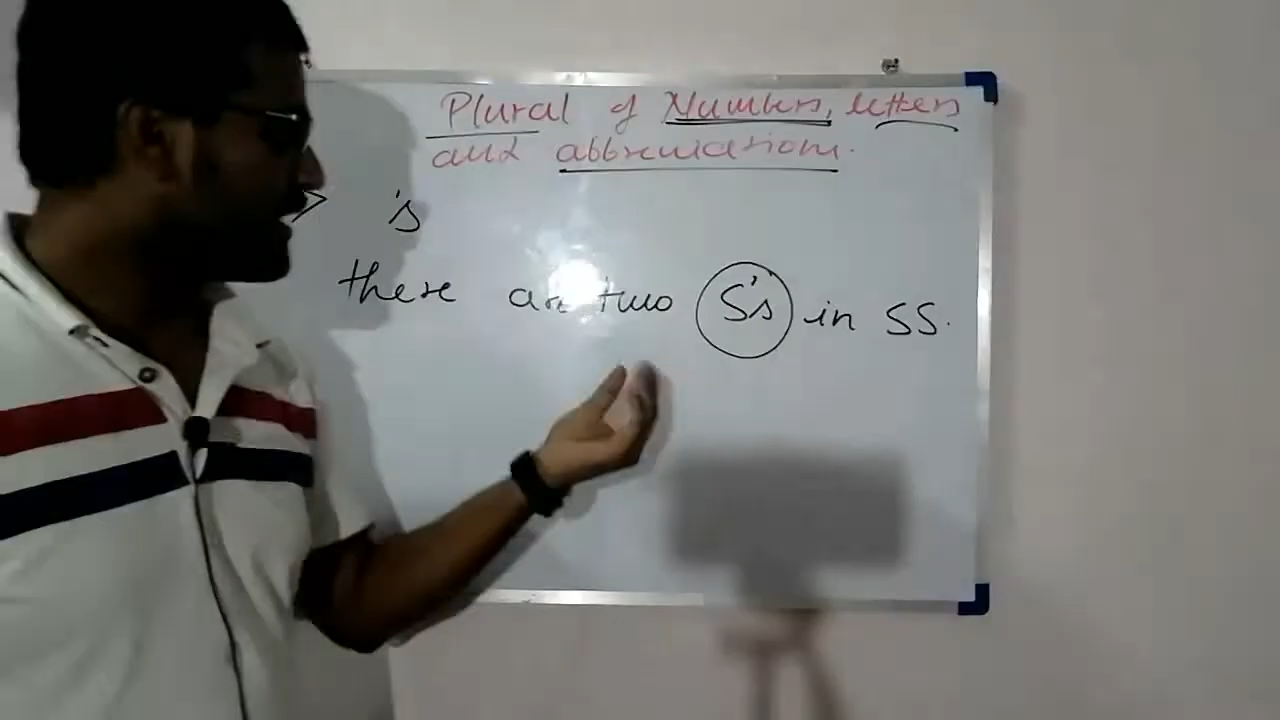 Plural of Numbers, letters
and abbreviations.
> 's
there are two S's in SS.